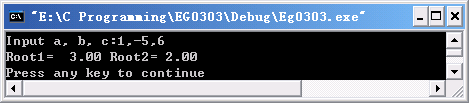 "E:\C Programming\EG0303\Debug\Eg0303.exe"
Input a, b, c:1,-5,6
Root1=  3.00 Root2= 2.00
Press any key to continue